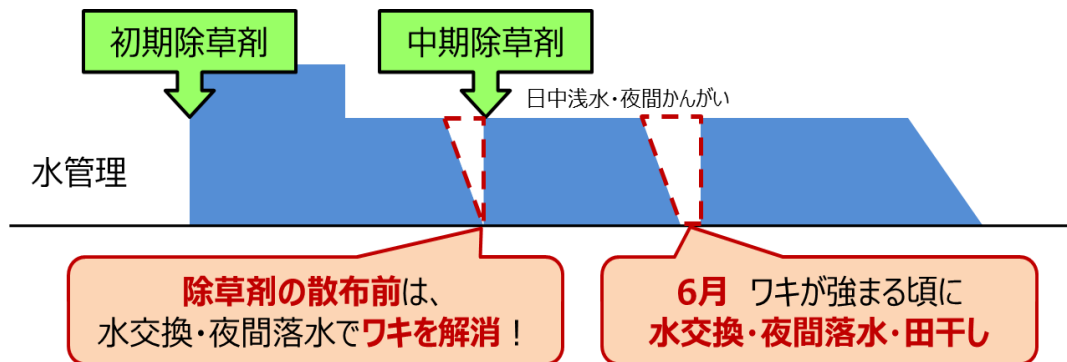 初期除草剤
中期除草剤
日中浅水・夜間かんがい
水管理
除草剤の散布前は、
水交換・夜間落水でワキを解消！
6月 ワキが強まる頃に
水交換・夜間落水・田干し